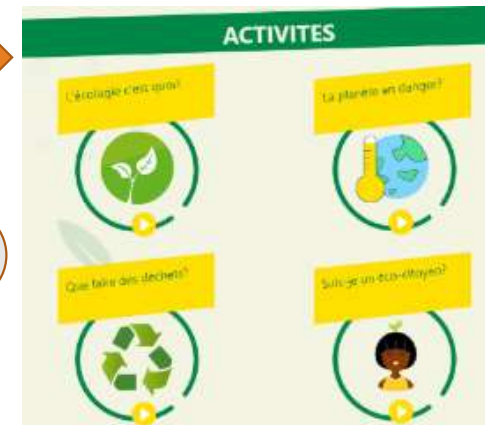 ACTIVITES
L'écologie c'est quoi?
La planète en danger?
Que faire des déchets?
Suis-je un éco-citoyen?